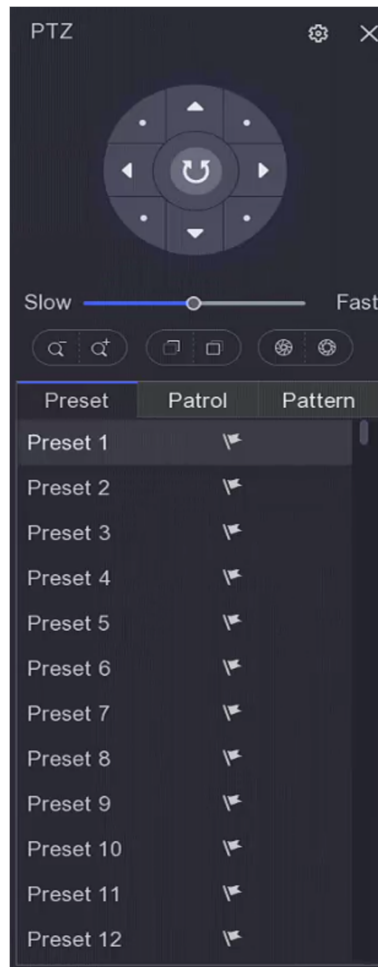 PTZ
Slow Fast
Preset Patrol Pattern
Preset 1
Preset 2
Preset 3
Preset 4
Preset 5
Preset 6
Preset 7
Preset 8
Preset 9
Preset 10
Preset 11
Preset 12